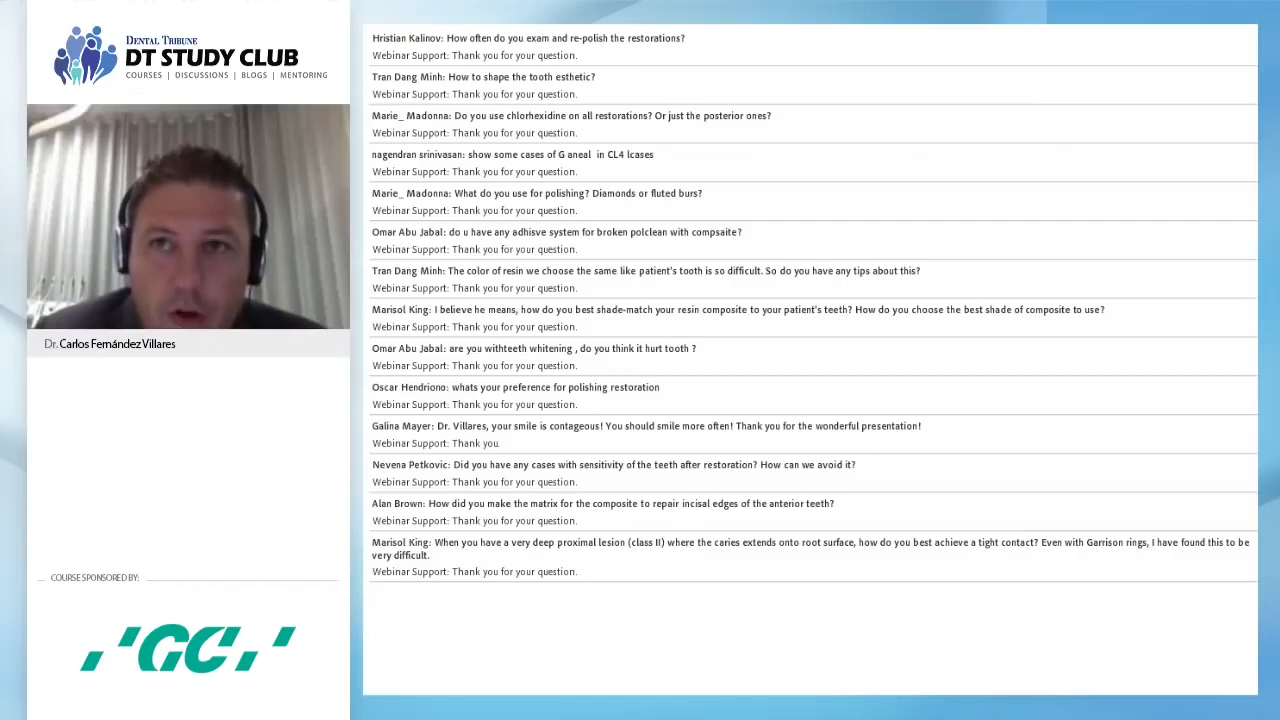 DENTAL TRIBUNE
DT STUDY CLUB
COURSES | DISCUSSIONS | BLOGS | MENTORING
Dr. Carlos Fernández Villares
COURSE SPONSORED BY:
GC
Hristian Kalinov: How often do you exam and re-polish the restorations?
Webinar Support: Thank you for your question.
Tran Dang Minh: How to shape the tooth esthetic?
Webinar Support: Thank you for your question.
Marie_ Madonna: Do you use chlorhexidine on all restorations? Or just the posterior ones?
Webinar Support: Thank you for your question.
nagendran srinivasan: show some cases of G aneal in CL4 lcases
Webinar Support: Thank you for your question.
Marie_ Madonna: What do you use for polishing? Diamonds or fluted burs?
Webinar Support: Thank you for your question.
Omar Abu Jabal: do u have any adhisve system for broken polclean with compsaite?
Webinar Support: Thank you for your question.
Tran Dang Minh: The color of resin we choose the same like patient's tooth is so difficult. So do you have any tips about this?
Webinar Support: Thank you for your question.
Marisol King: I believe he means, how do you best shade-match your resin composite to your patient's teeth? How do you choose the best shade of composite to use?
Webinar Support: Thank you for your question.
Omar Abu Jabal: are you withteeth whitening , do you think it hurt tooth ?
Webinar Support: Thank you for your question.
Oscar Hendriono: whats your preference for polishing restoration
Webinar Support: Thank you for your question.
Galina Mayer: Dr. Villares, your smile is contageous! You should smile more often! Thank you for the wonderful presentation!
Webinar Support: Thank you.
Nevena Petkovic: Did you have any cases with sensitivity of the teeth after restoration? How can we avoid it?
Webinar Support: Thank you for your question.
Alan Brown: How did you make the matrix for the composite to repair incisal edges of the anterior teeth?
Webinar Support: Thank you for your question.
Marisol King: When you have a very deep proximal lesion (class II) where the caries extends onto root surface, how do you best achieve a tight contact? Even with Garrison rings, I have found this to be
very difficult.
Webinar Support: Thank you for your question.